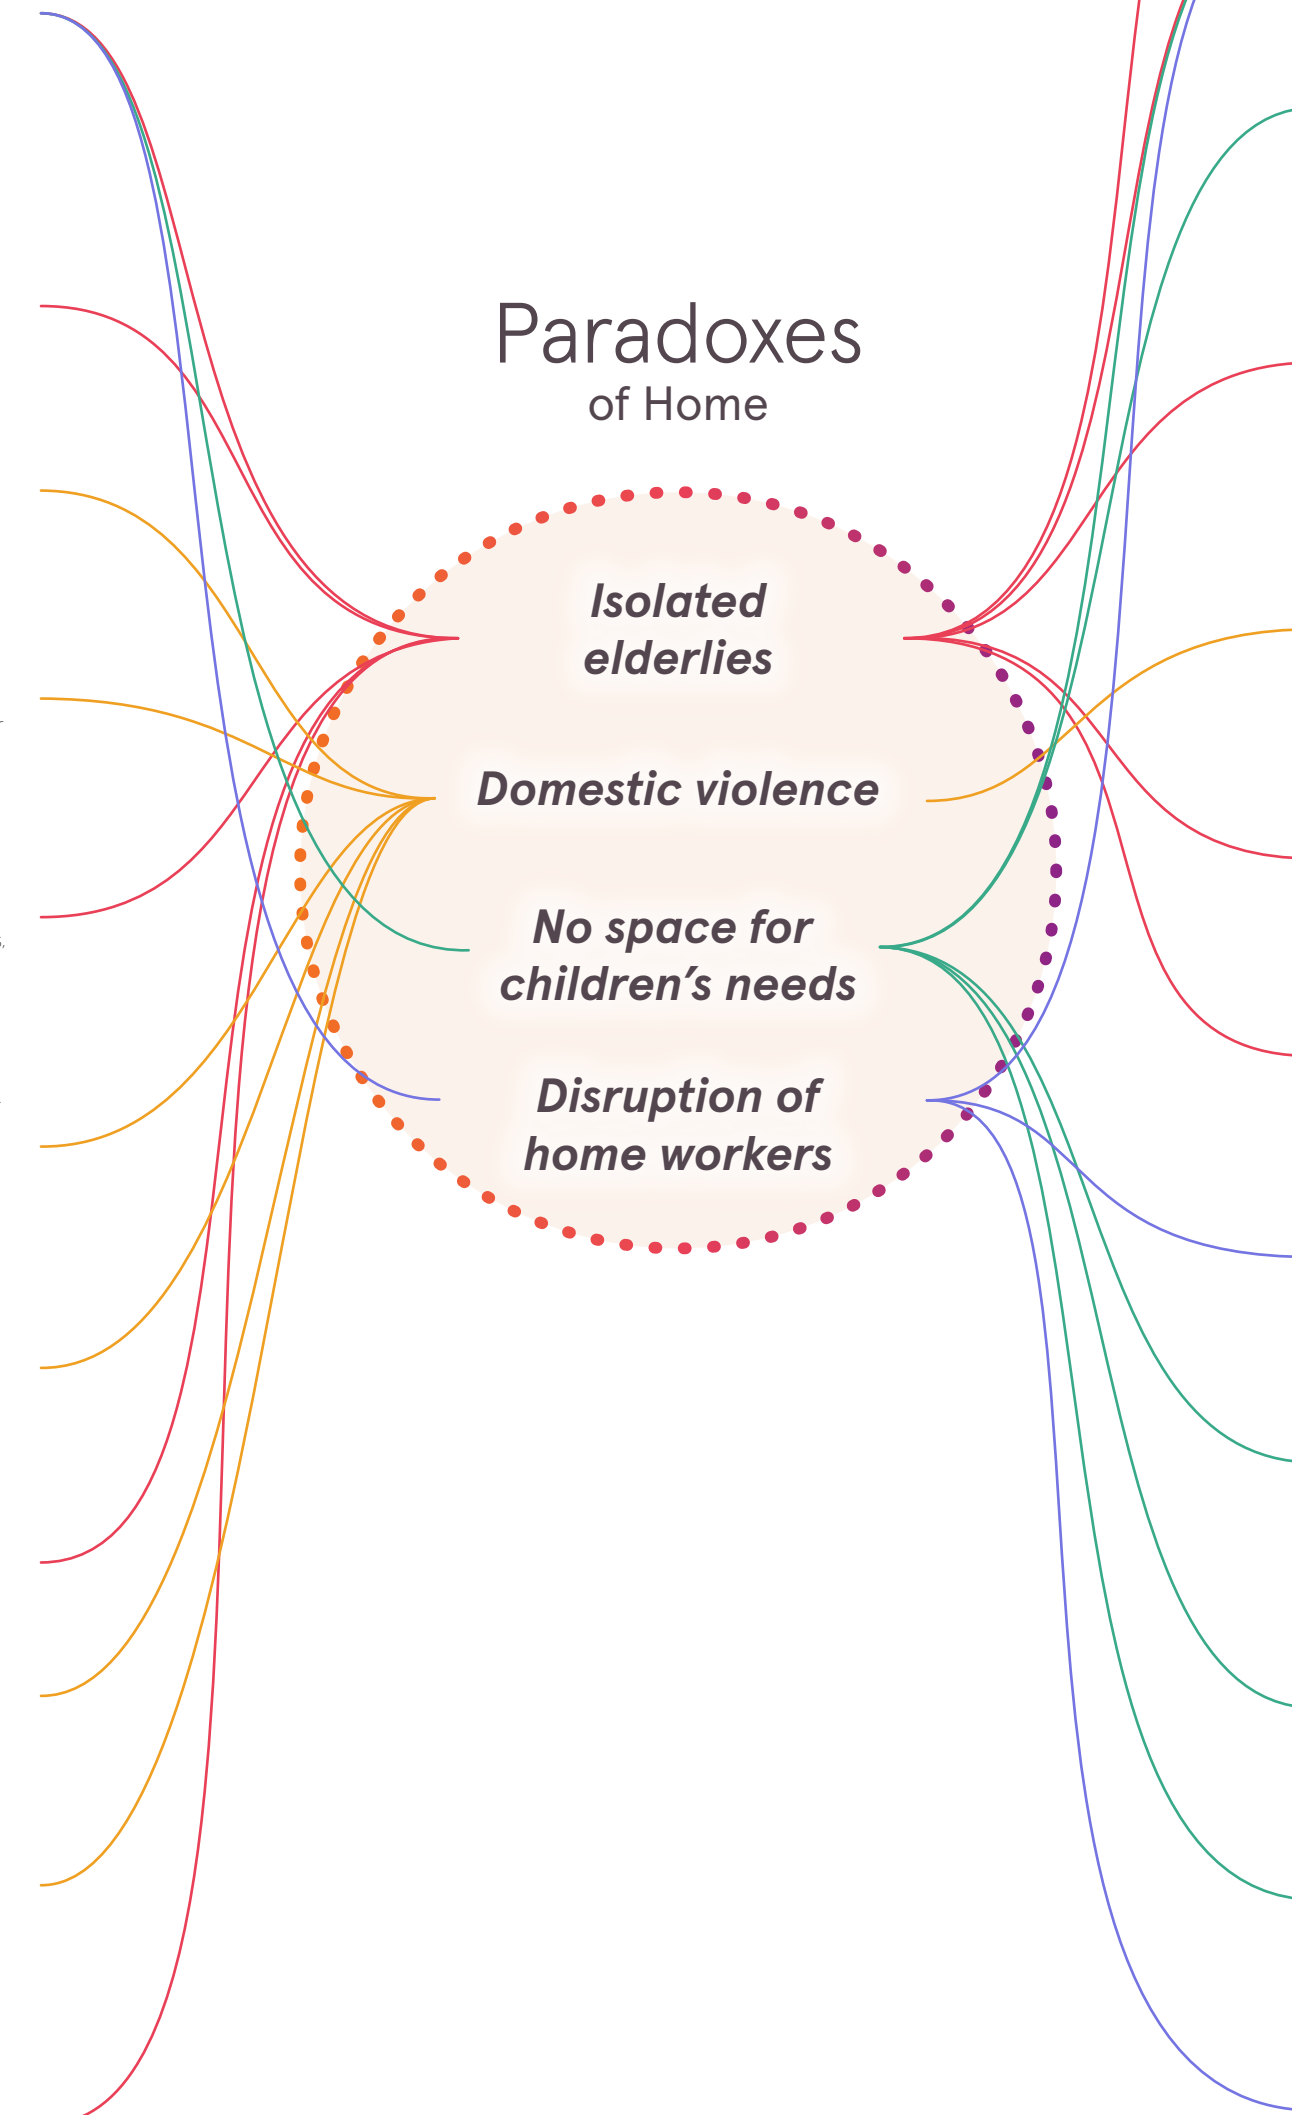 Paradoxes
of Home
Isolated
elderlies
Domestic violence
No space for
children’s needs
Disruption of
home workers